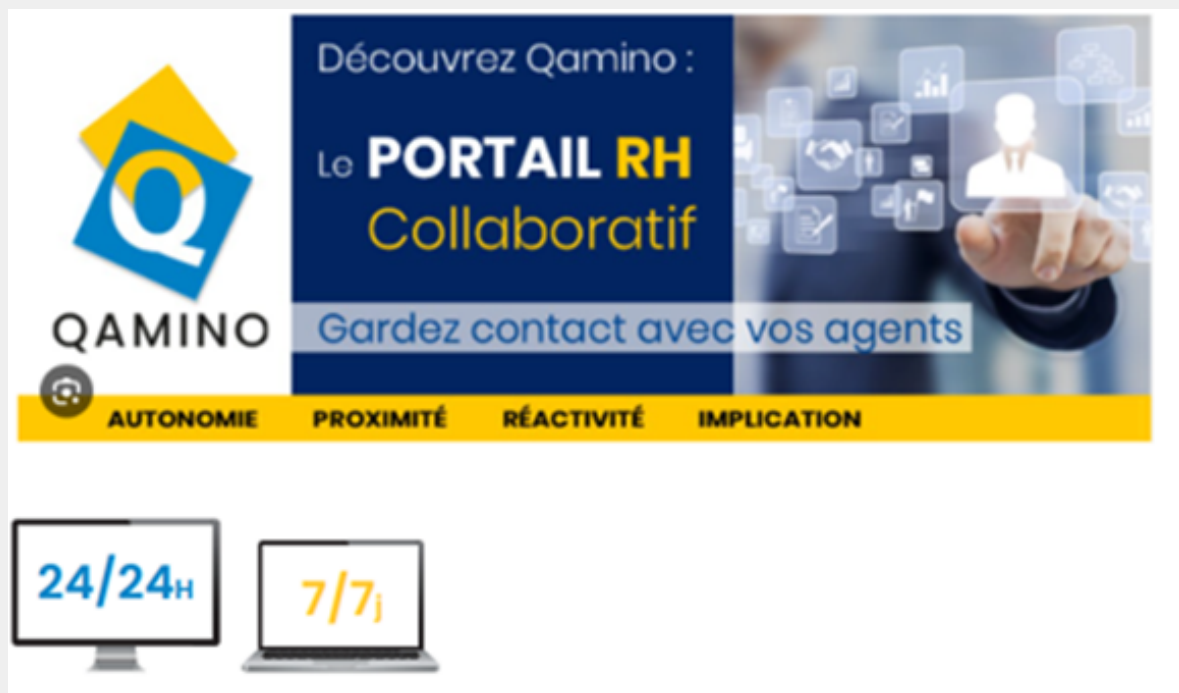 Découvrez Qamino :
Le PORTAIL RH
Collaboratif
Q
QAMINO
Gardez contact avec vos agents
AUTONOMIE PROXIMITÉ RÉACTIVITÉ IMPLICATION
24/24H
7/7j